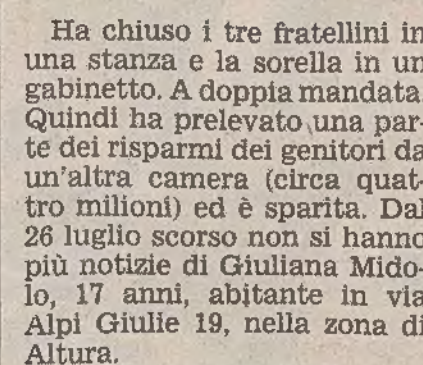 Ha chiuso i tre fratellini in
una stanza e la sorella in un
gabinetto. A doppia mandata.
Quindi ha prelevato una par-
te dei risparmi dei genitori da
un'altra camera (circa quat-
tro milioni) ed è sparita. Dal
26 luglio scorso non si hanno
più notizie di Giuliana Mido-
lo, 17 anni, abitante in via
Alpi Giulie 19, nella zona di
Altura.